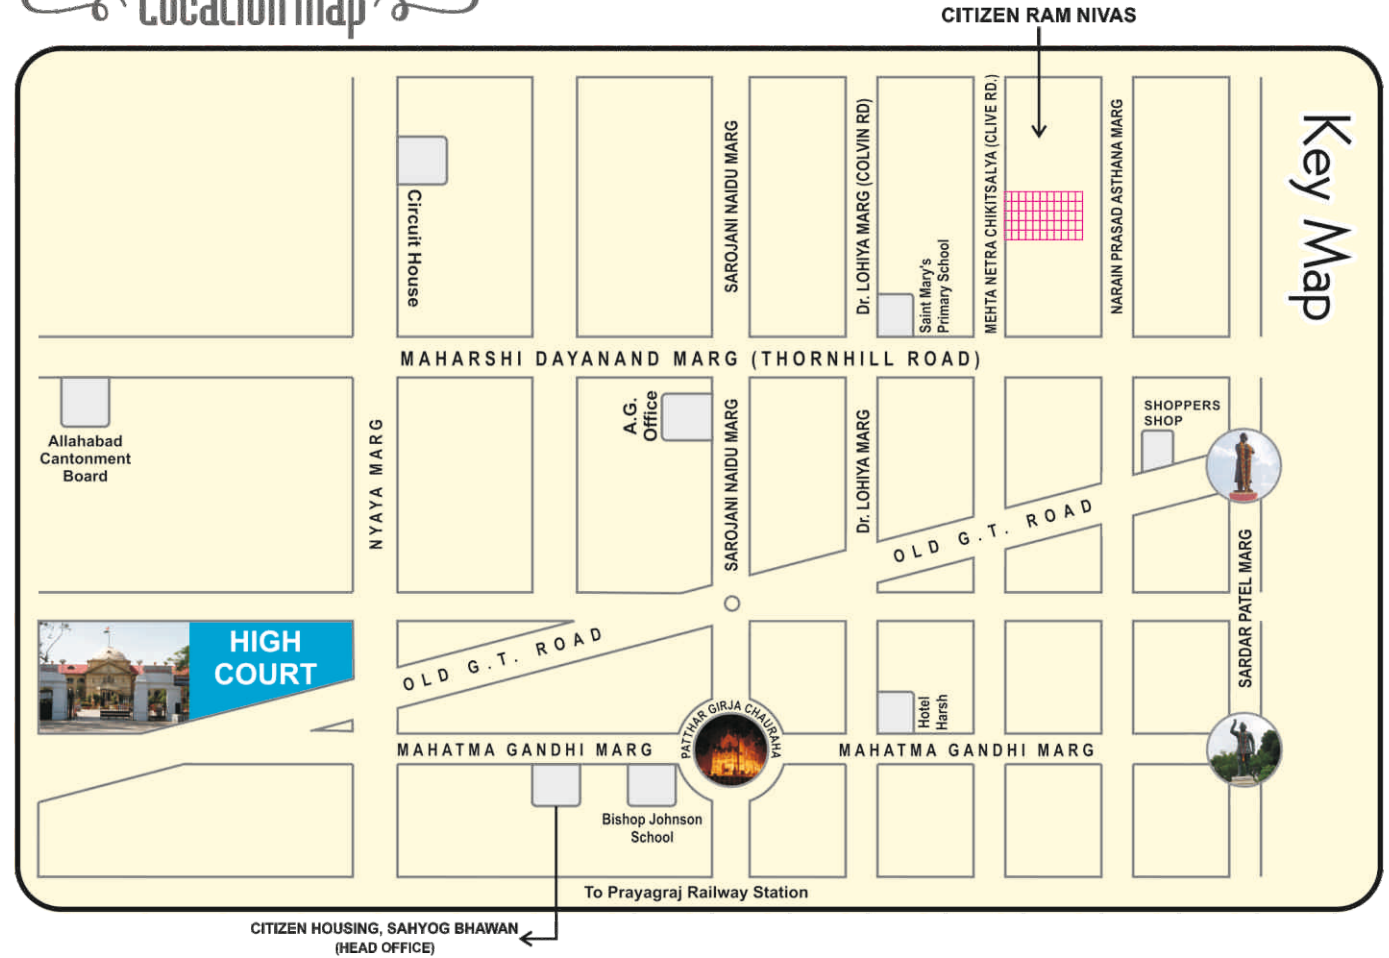 Location map
CITIZEN RAM NIVAS
Key Map
Circuit House
SAROJANI NAIDU MARG
Dr. LOHIYA MARG (COLVIN RD)
Saint Mary's
Primary School
MEHTA NETRA CHIKITSALYA (CLIVE RD.)
NARAIN PRASAD ASTHANA MARG
MAHARSHI DAYANAND MARG (THORNHILL ROAD)
Allahabad
Cantonment
Board
NYAYA MARG
A.G.
Office
SAROJANI NAIDU MARG
Dr. LOHIYA MARG
SHOPPERS
SHOP
OLD G.T. ROAD
SARDAR PATEL MARG
HIGH
COURT
OLD G.T. ROAD
Hotel
Harsh
PATTHAR GIRJA CHAURAHA
MAHATMA GANDHI MARG
MAHATMA GANDHI MARG
Bishop Johnson
School
To Prayagraj Railway Station
CITIZEN HOUSING, SAHYOG BHAWAN
(HEAD OFFICE)